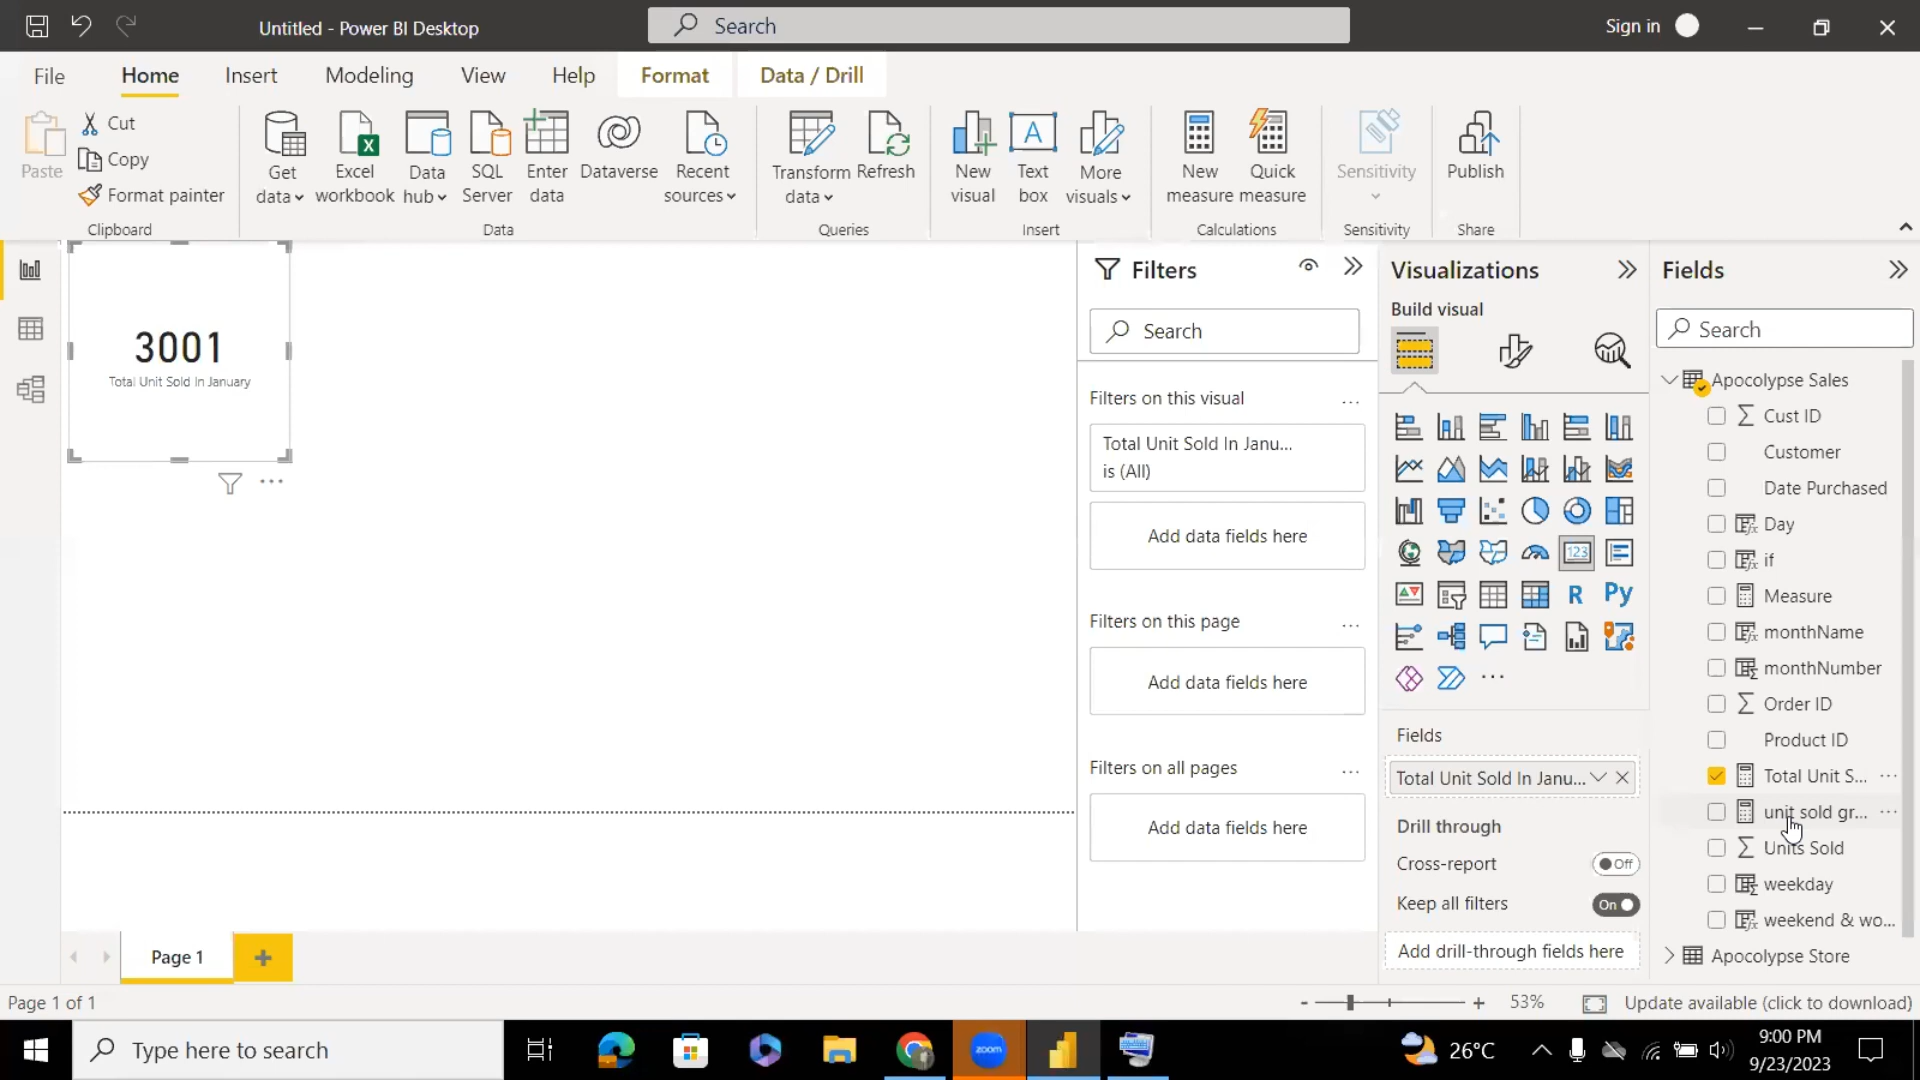 Untitled - Power BI Desktop
Search
Sign in
File
Home
Insert
Modeling
View
Help
Format
Data / Drill
Paste
Cut
Copy
Format painter
Clipboard
Get data
Excel workbook
Data hub
SQL Server
Enter data
Dataverse
Recent sources
Data
Transform data
Refresh
Queries
New visual
Text box
More visuals
Insert
New measure
Quick measure
Calculations
Sensitivity
Sensitivity
Publish
Share
3001
Total Unit Sold In January
Filters
Search
Filters on this visual
...
Total Unit Sold In Janu...
is (All)
Add data fields here
Filters on this page
...
Add data fields here
Filters on all pages
...
Add data fields here
Visualizations
Build visual
123
R
Py
...
Fields
Total Unit Sold In Janu...
Drill through
Cross-report
Off
Keep all filters
On
Add drill-through fields here
Fields
Search
Apocolypse Sales
Cust ID
Customer
Date Purchased
Day
if
Measure
monthName
monthNumber
Order ID
Product ID
Total Unit S... ...
unit sold gr... ...
Units Sold
weekday
weekend & wo...
Apocolypse Store
Page 1
Page 1 of 1
- + 53%
Update available (click to download)
Type here to search
zoom
26°C
9:00 PM
9/23/2023